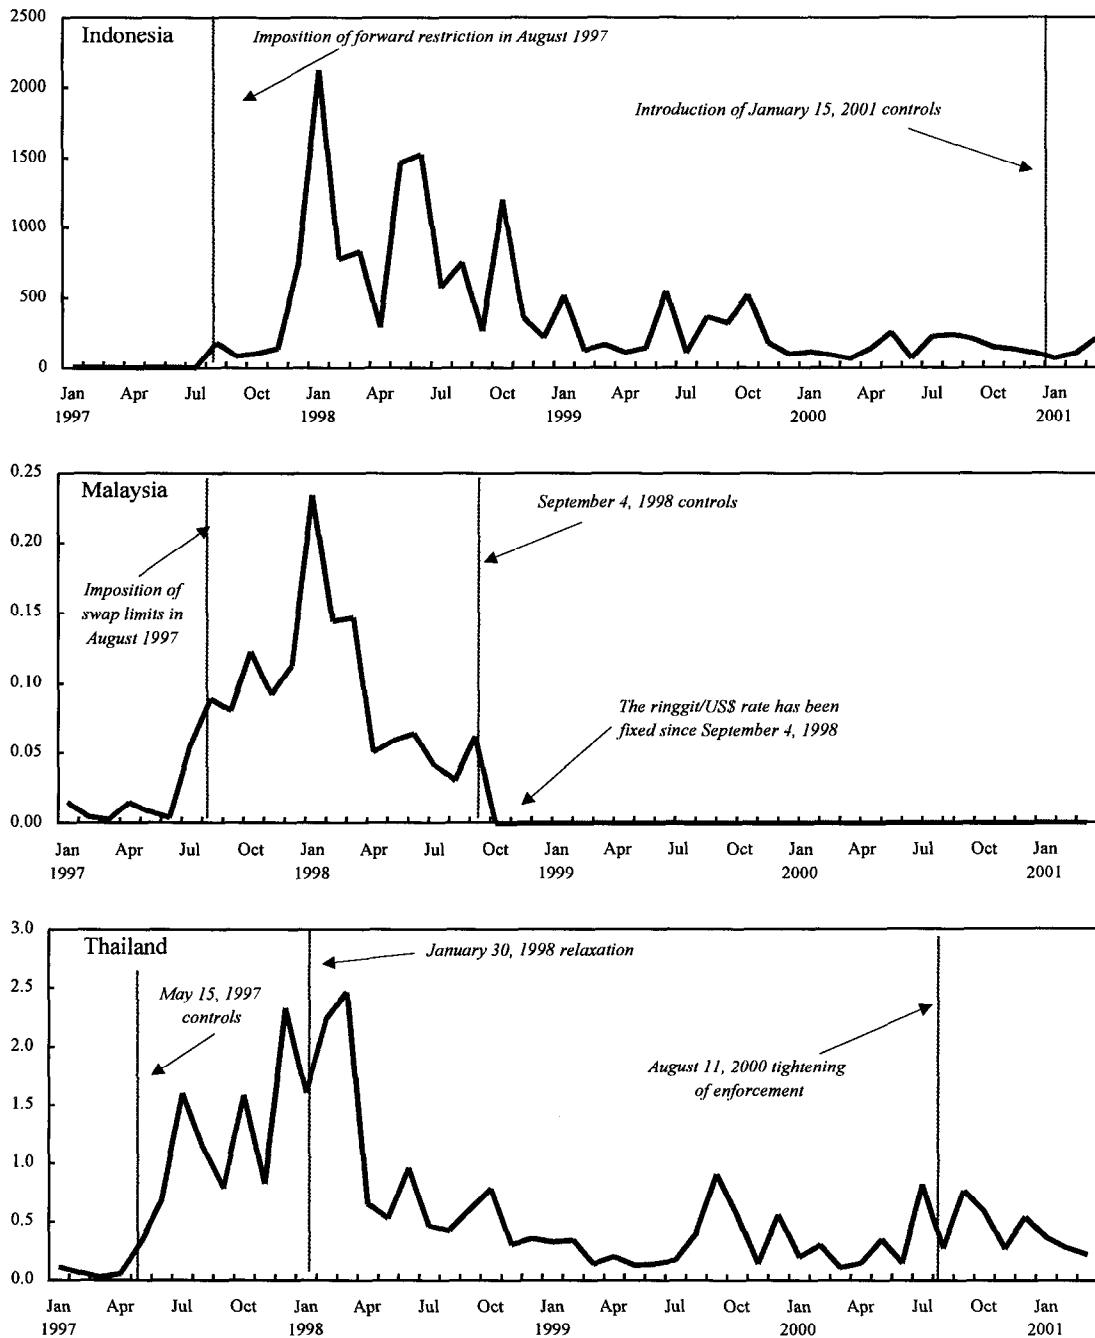 2500
Indonesia
Imposition of forward restriction in August 1997
2000
Introduction of January 15, 2001 controls
1500
1000
500
0
Jan Apr Jul Oct Jan Apr Jul Oct Jan Apr Jul Oct Jan Apr Jul Oct Jan
1997 1998 1999 2000 2001
0.25
Malaysia
September 4, 1998 controls
0.20
Imposition of
swap limits in
August 1997
0.15
0.10
The ringgit/US$ rate has been
fixed since September 4, 1998
0.05
0.00
Jan Apr Jul Oct Jan Apr Jul Oct Jan Apr Jul Oct Jan Apr Jul Oct Jan
1997 1998 1999 2000 2001
3.0
Thailand
January 30, 1998 relaxation
2.5
May 15, 1997
controls
2.0
August 11, 2000 tightening
of enforcement
1.5
1.0
0.5
0.0
Jan Apr Jul Oct Jan Apr Jul Oct Jan Apr Jul Oct Jan Apr Jul Oct Jan
1997 1998 1999 2000 2001